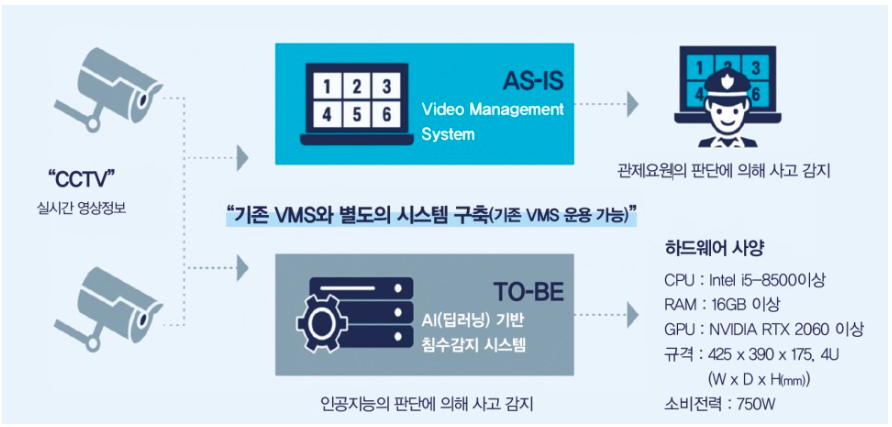 "CCTV"
실시간 영상정보
1 2 3
4 5 6
AS-IS
Video Management
System
1 2 3
4 6
관제요원의 판단에 의해 사고 감지
"기존 VMS와 별도의 시스템 구축(기존 VMS 운용 가능)"
TO-BE
AI(딥러닝) 기반
침수감지 시스템
인공지능의 판단에 의해 사고 감지
하드웨어 사양
CPU : Intel i5-8500이상
RAM : 16GB 이상
GPU : NVIDIA RTX 2060 이상
규격 : 425 x 390 x 175, 4U
(W x D x H(mm))
소비전력 : 750W